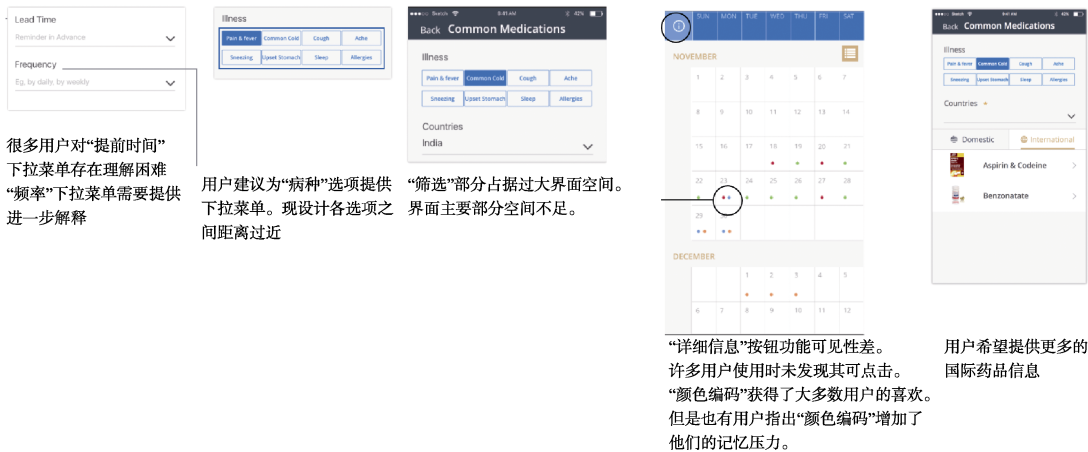 Lead Time
Reminder in Advance
Frequency
Eg, by daily, by weekly
很多用户对“提前时间”
下拉菜单存在理解困难
“频率”下拉菜单需要提供
进一步解释
Illness
Pain & fever Common Cold Cough Ache
Sneezing Upset Stomach Sleep Allergies
用户建议为“病种”选项提供
下拉菜单。现设计各选项之
间距离过近
Sketch 9:41 AM 42%
Back Common Medications
Illness
Pain & fever Common Cold Cough Ache
Sneezing Upset Stomach Sleep Allergies
Countries
India
“筛选”部分占据过大界面空间。
界面主要部分空间不足。
SUN MON TUE WED THU FRI SAT
NOVEMBER
1 2 3 4 5 6 7
8 9 10 11 12 13 14
15 16 17 18 19 20 21
22 23 24 25 26 27 28
29 30
DECEMBER
1 2 3 4 5
6 7 8 9 10 11 12
“详细信息”按钮功能可见性差。
许多用户使用时未发现其可点击。
“颜色编码”获得了大多数用户的喜欢。
但是也有用户指出“颜色编码”增加了
他们的记忆压力。
Sketch 9:41 AM 42%
Back Common Medications
Illness
Pain & fever Common Cold Cough Ache
Sneezing Upset Stomach Sleep Allergies
Countries
Domestic International
Aspirin & Codeine
Benzonatate
用户希望提供更多的
国际药品信息